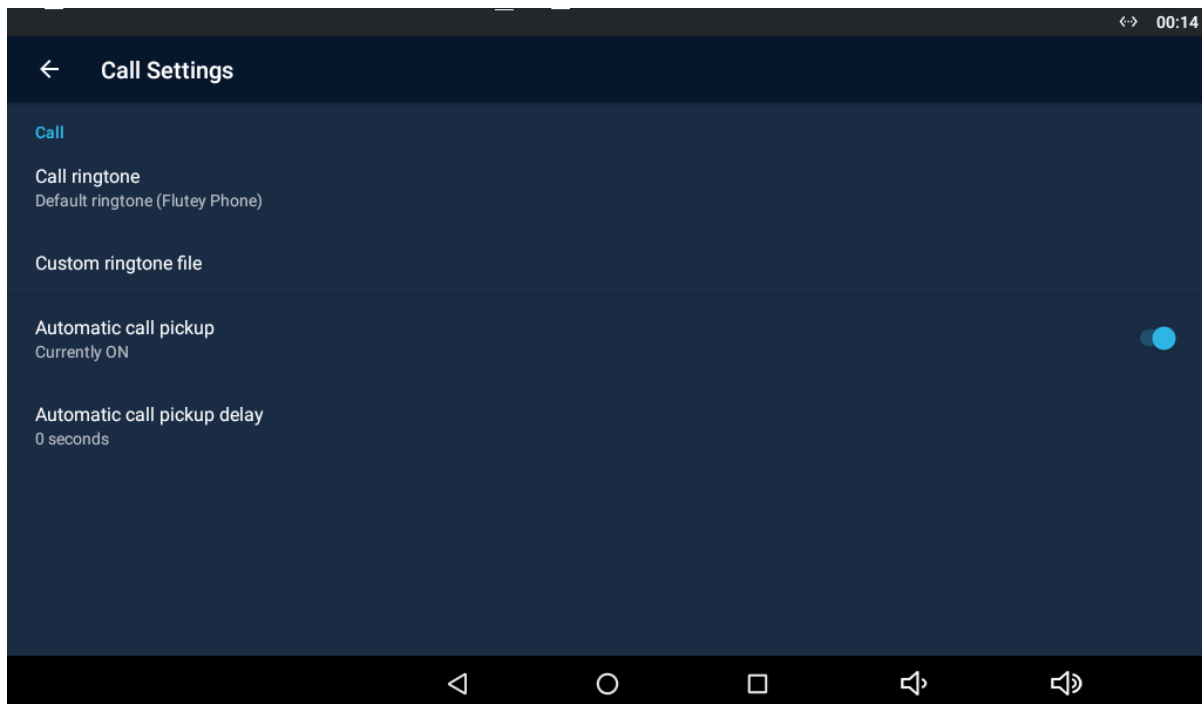 00:14
Call Settings
Call
Call ringtone
Default ringtone (Flutey Phone)
Custom ringtone file
Automatic call pickup
Currently ON
Automatic call pickup delay
0 seconds